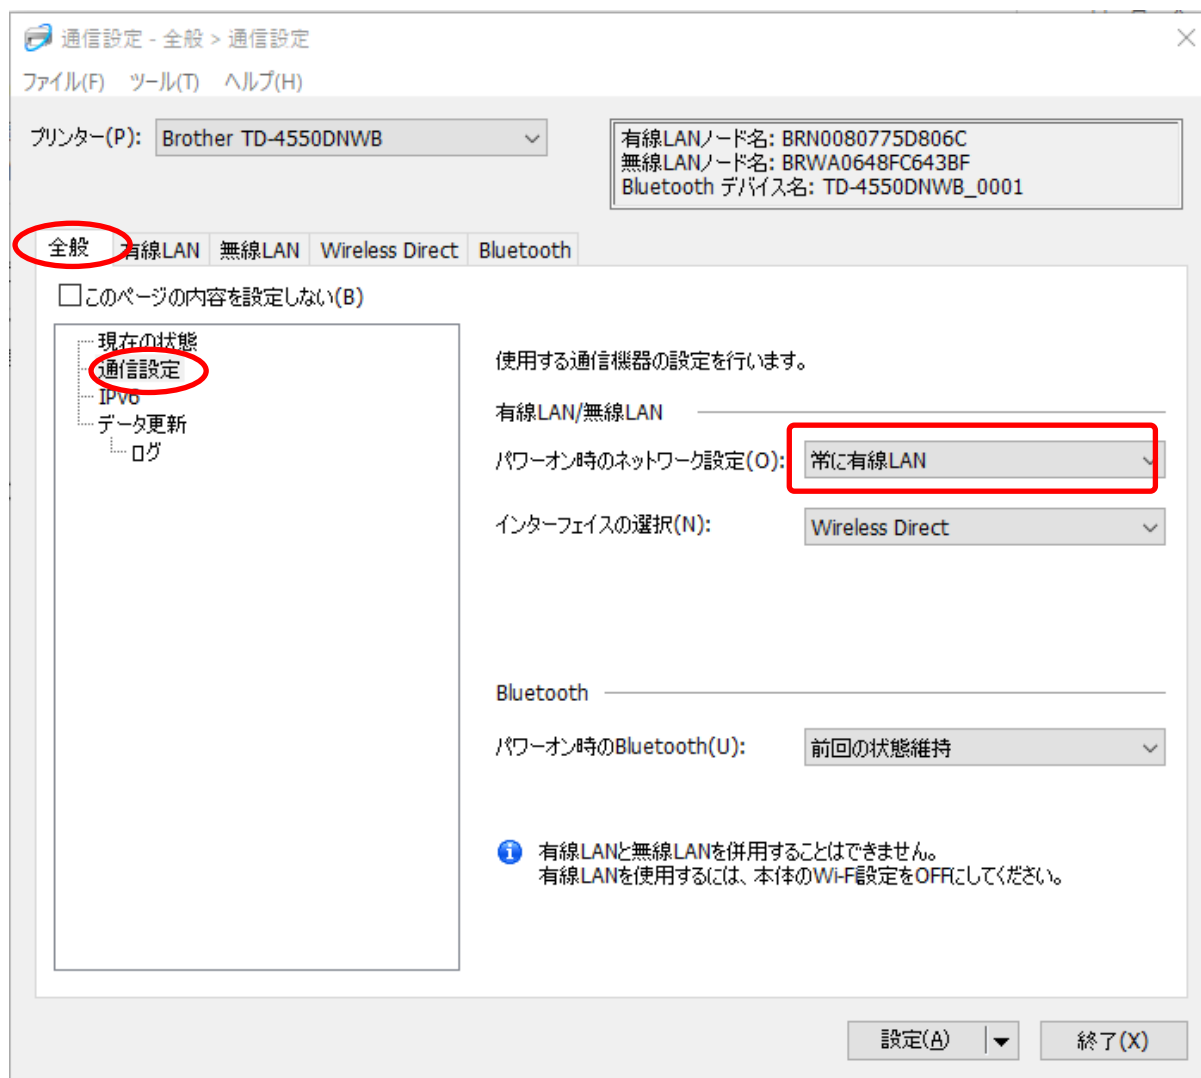 通信設定 - 全般 > 通信設定
ファイル(F) ツール(T) ヘルプ(H)
プリンター(P): Brother TD-4550DNWB
有線LANノード名: BRN0080775D806C
無線LANノード名: BRWA0648FC643BF
Bluetooth デバイス名: TD-4550DNWB_0001
全般 有線LAN 無線LAN Wireless Direct Bluetooth
このページの内容を設定しない(B)
現在の状態
通信設定
IPv6
データ更新
ログ
使用する通信機器の設定を行います。
有線LAN/無線LAN
パワーオン時のネットワーク設定(O): 常に有線LAN
インターフェイスの選択(N): Wireless Direct
Bluetooth
パワーオン時のBluetooth(U): 前回の状態維持
有線LANと無線LANを併用することはできません。
有線LANを使用するには、本体のWi-Fi設定をOFFにしてください。
設定(A) 終了(X)